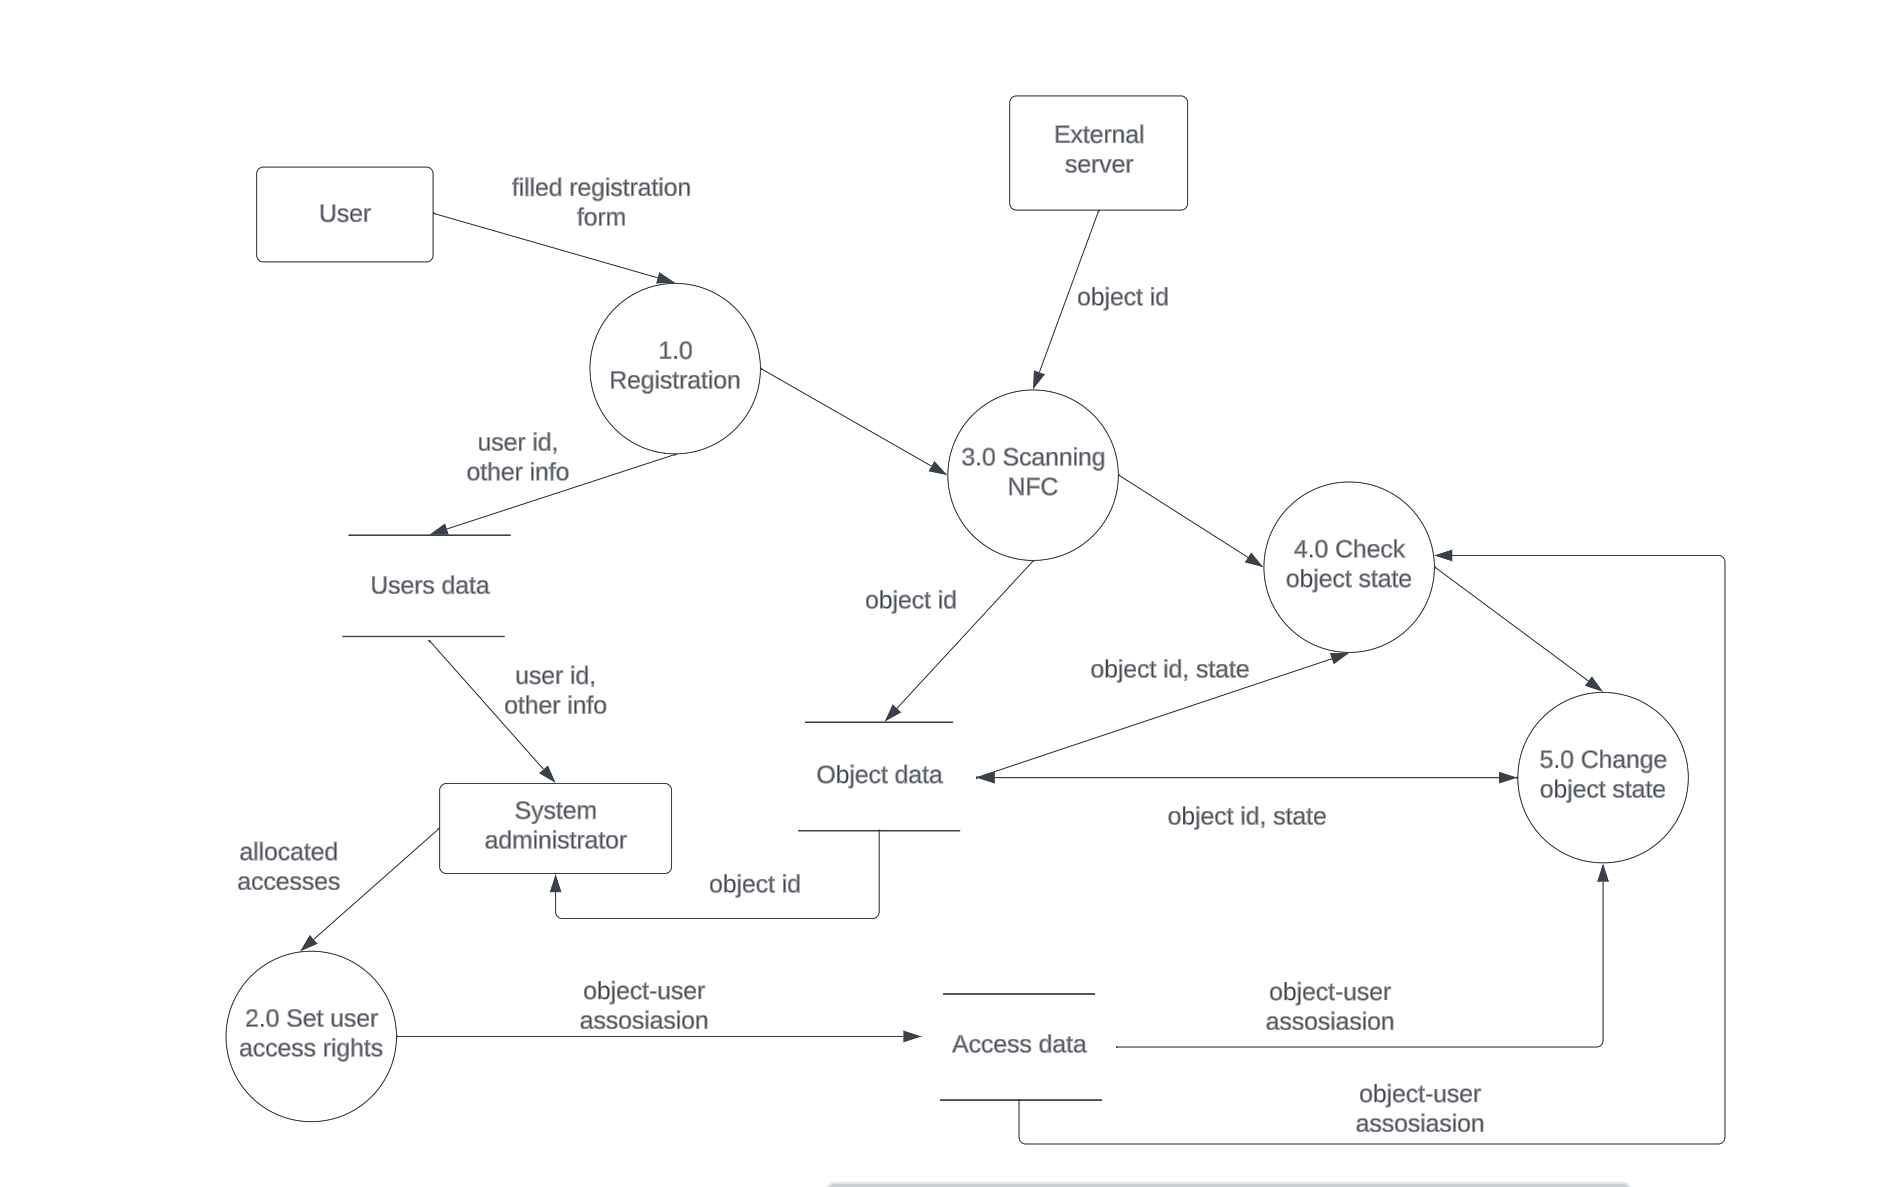 External
server
User
filled registration
form
object id
1.0
Registration
user id,
other info
3.0 Scanning
NFC
4.0 Check
object state
Users data
object id
user id,
other info
object id, state
5.0 Change
object state
Object data
object id, state
System
administrator
allocated
accesses
object id
2.0 Set user
access rights
object-user
assosiasion
Access data
object-user
assosiasion
object-user
assosiasion